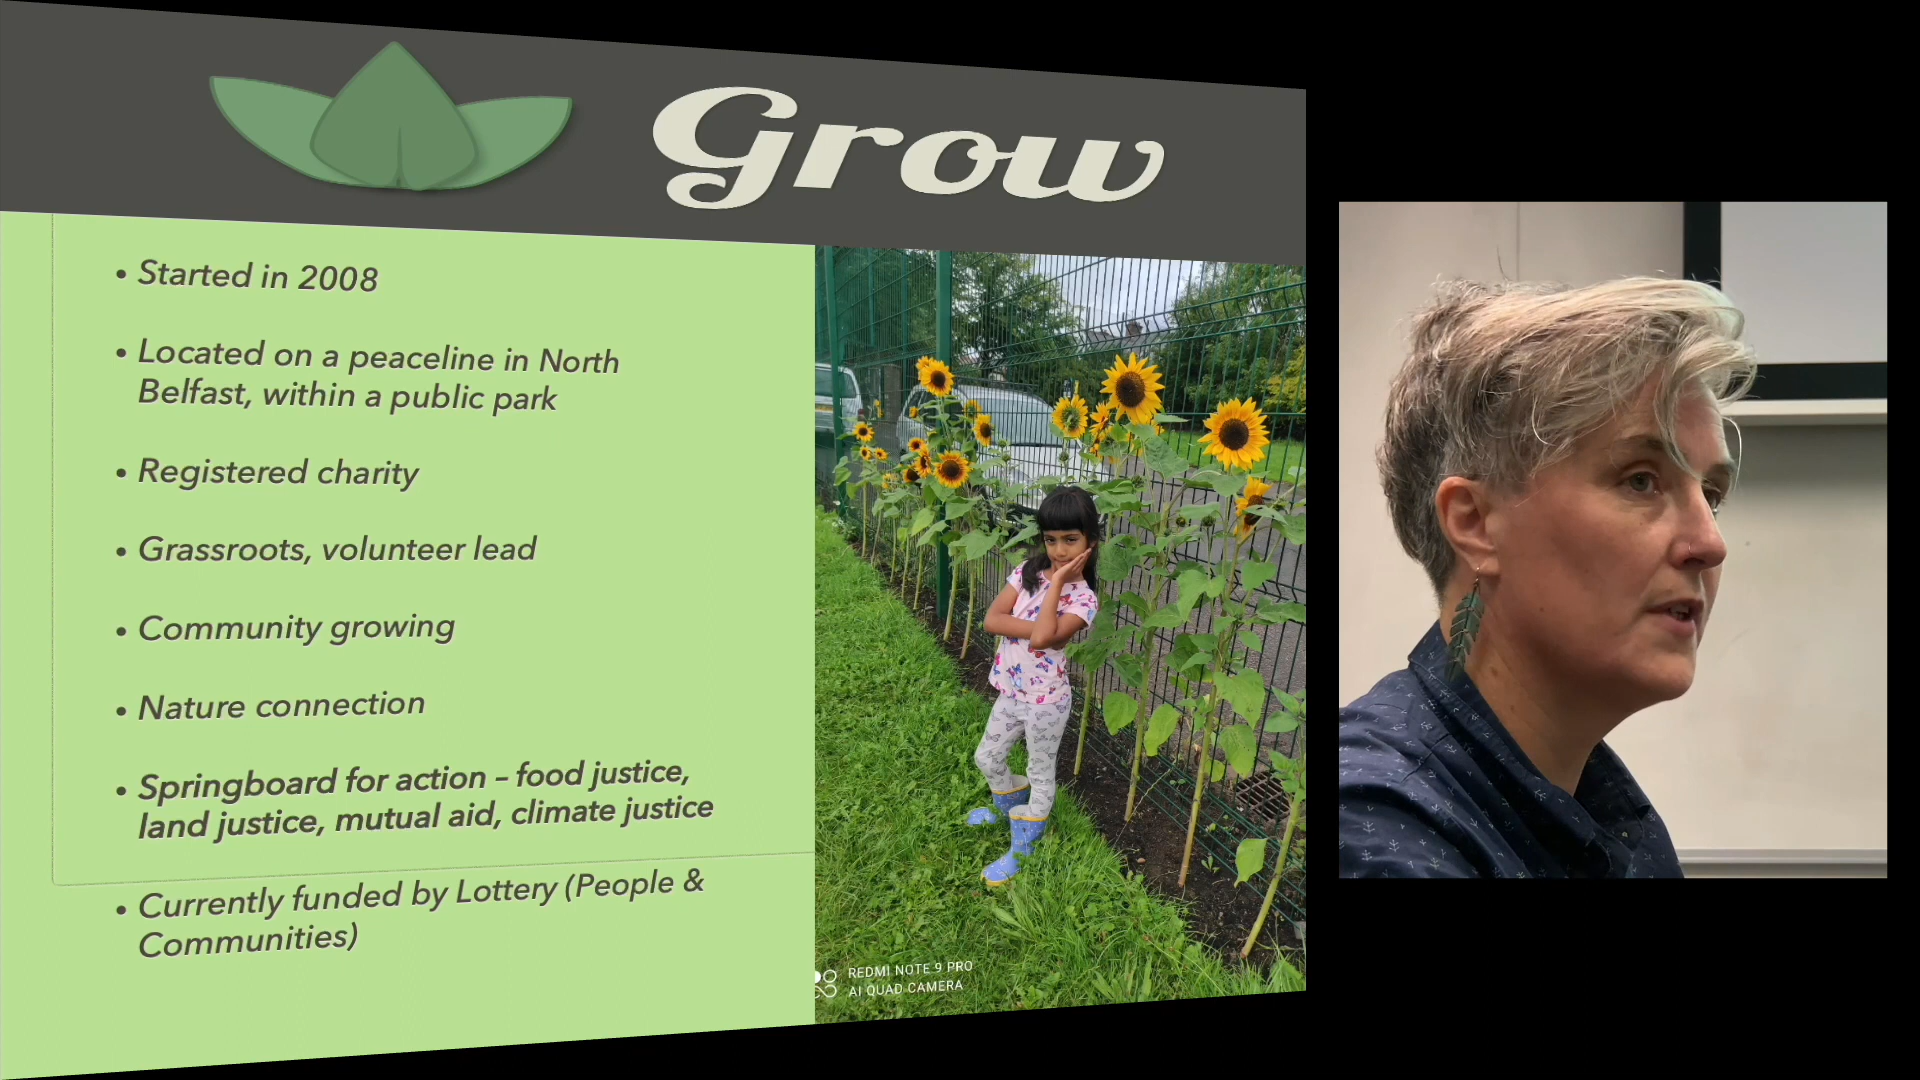 Grow
• Started in 2008
• Located on a peaceline in North
Belfast, within a public park
• Registered charity
• Grassroots, volunteer lead
• Community growing
• Nature connection
• Springboard for action – food justice,
land justice, mutual aid, climate justice
• Currently funded by Lottery (People &
Communities)
REDMI NOTE 9 PRO
AI QUAD CAMERA